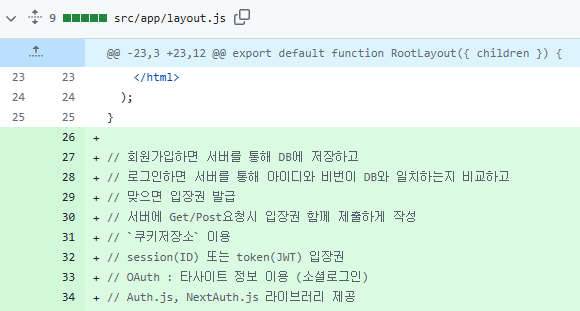 9 src/app/layout.js
@@ -23,3 +23,12 @@ export default function RootLayout({ children }) {
23 23 </html>
24 24 );
25 25 }
26 +
27 + // 회원가입하면 서버를 통해 DB에 저장하고
28 + // 로그인하면 서버를 통해 아이디와 비번이 DB와 일치하는지 비교하고
29 + // 맞으면 입장권 발급
30 + // 서버에 Get/Post요청시 입장권 함께 제출하게 작성
31 + // `쿠키저장소` 이용
32 + // session(ID) 또는 token(JWT) 입장권
33 + // OAuth : 타사이트 정보 이용 (소셜로그인)
34 + // Auth.js, NextAuth.js 라이브러리 제공